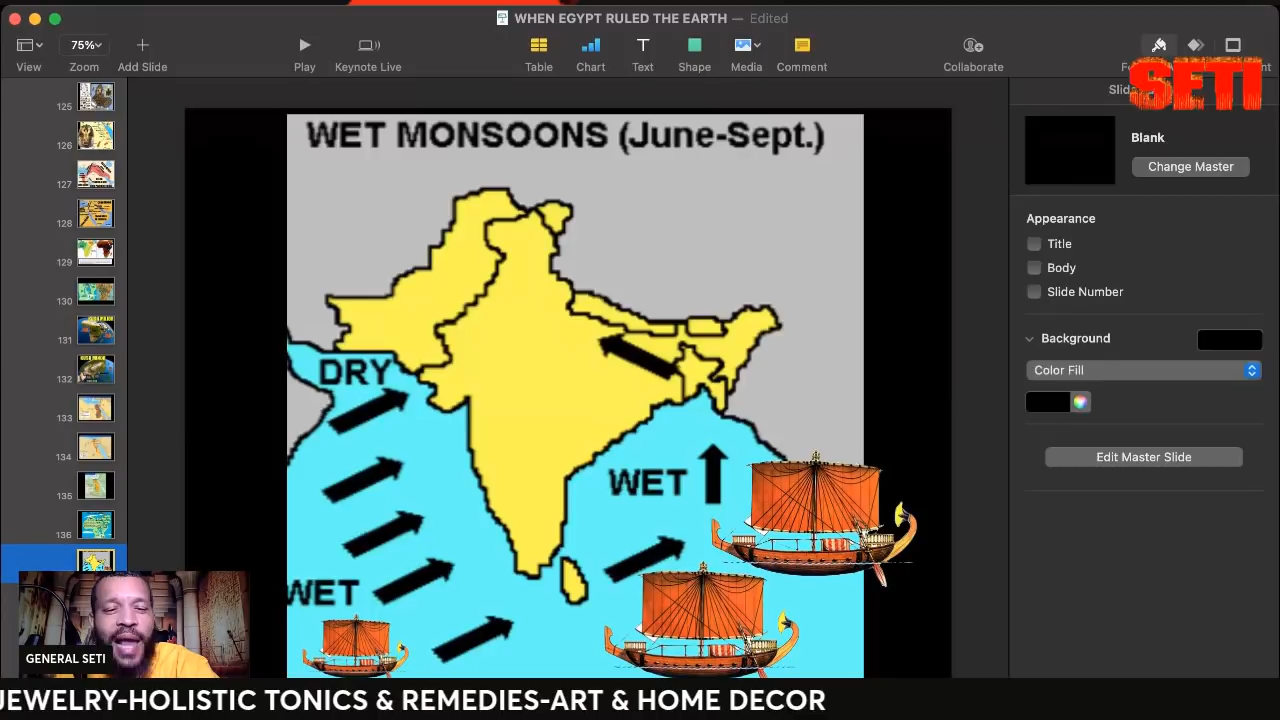 WHEN EGYPT RULED THE EARTH — Edited
75%
View
Zoom
Add Slide
Play
Keynote Live
Table
Chart
Text
Shape
Media
Comment
Collaborate
SETI
125
126
127
128
129
130
131
132
133
134
135
136
WET MONSOONS (June-Sept.)
DRY
WET
WET
Blank
Change Master
Appearance
Title
Body
Slide Number
Background
Color Fill
Edit Master Slide
GENERAL SETI
JEWELRY-HOLISTIC TONICS & REMEDIES-ART & HOME DECOR